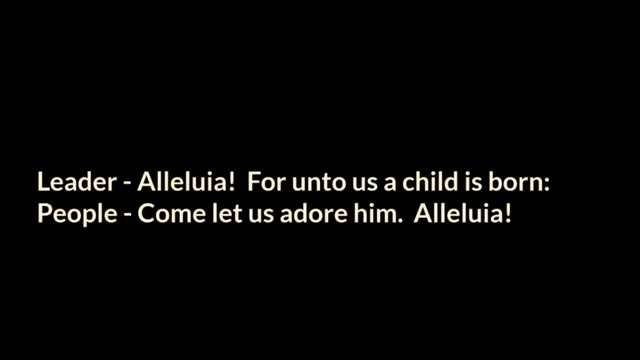 Leader - Alleluia!  For unto us a child is born:
People - Come let us adore him.  Alleluia!